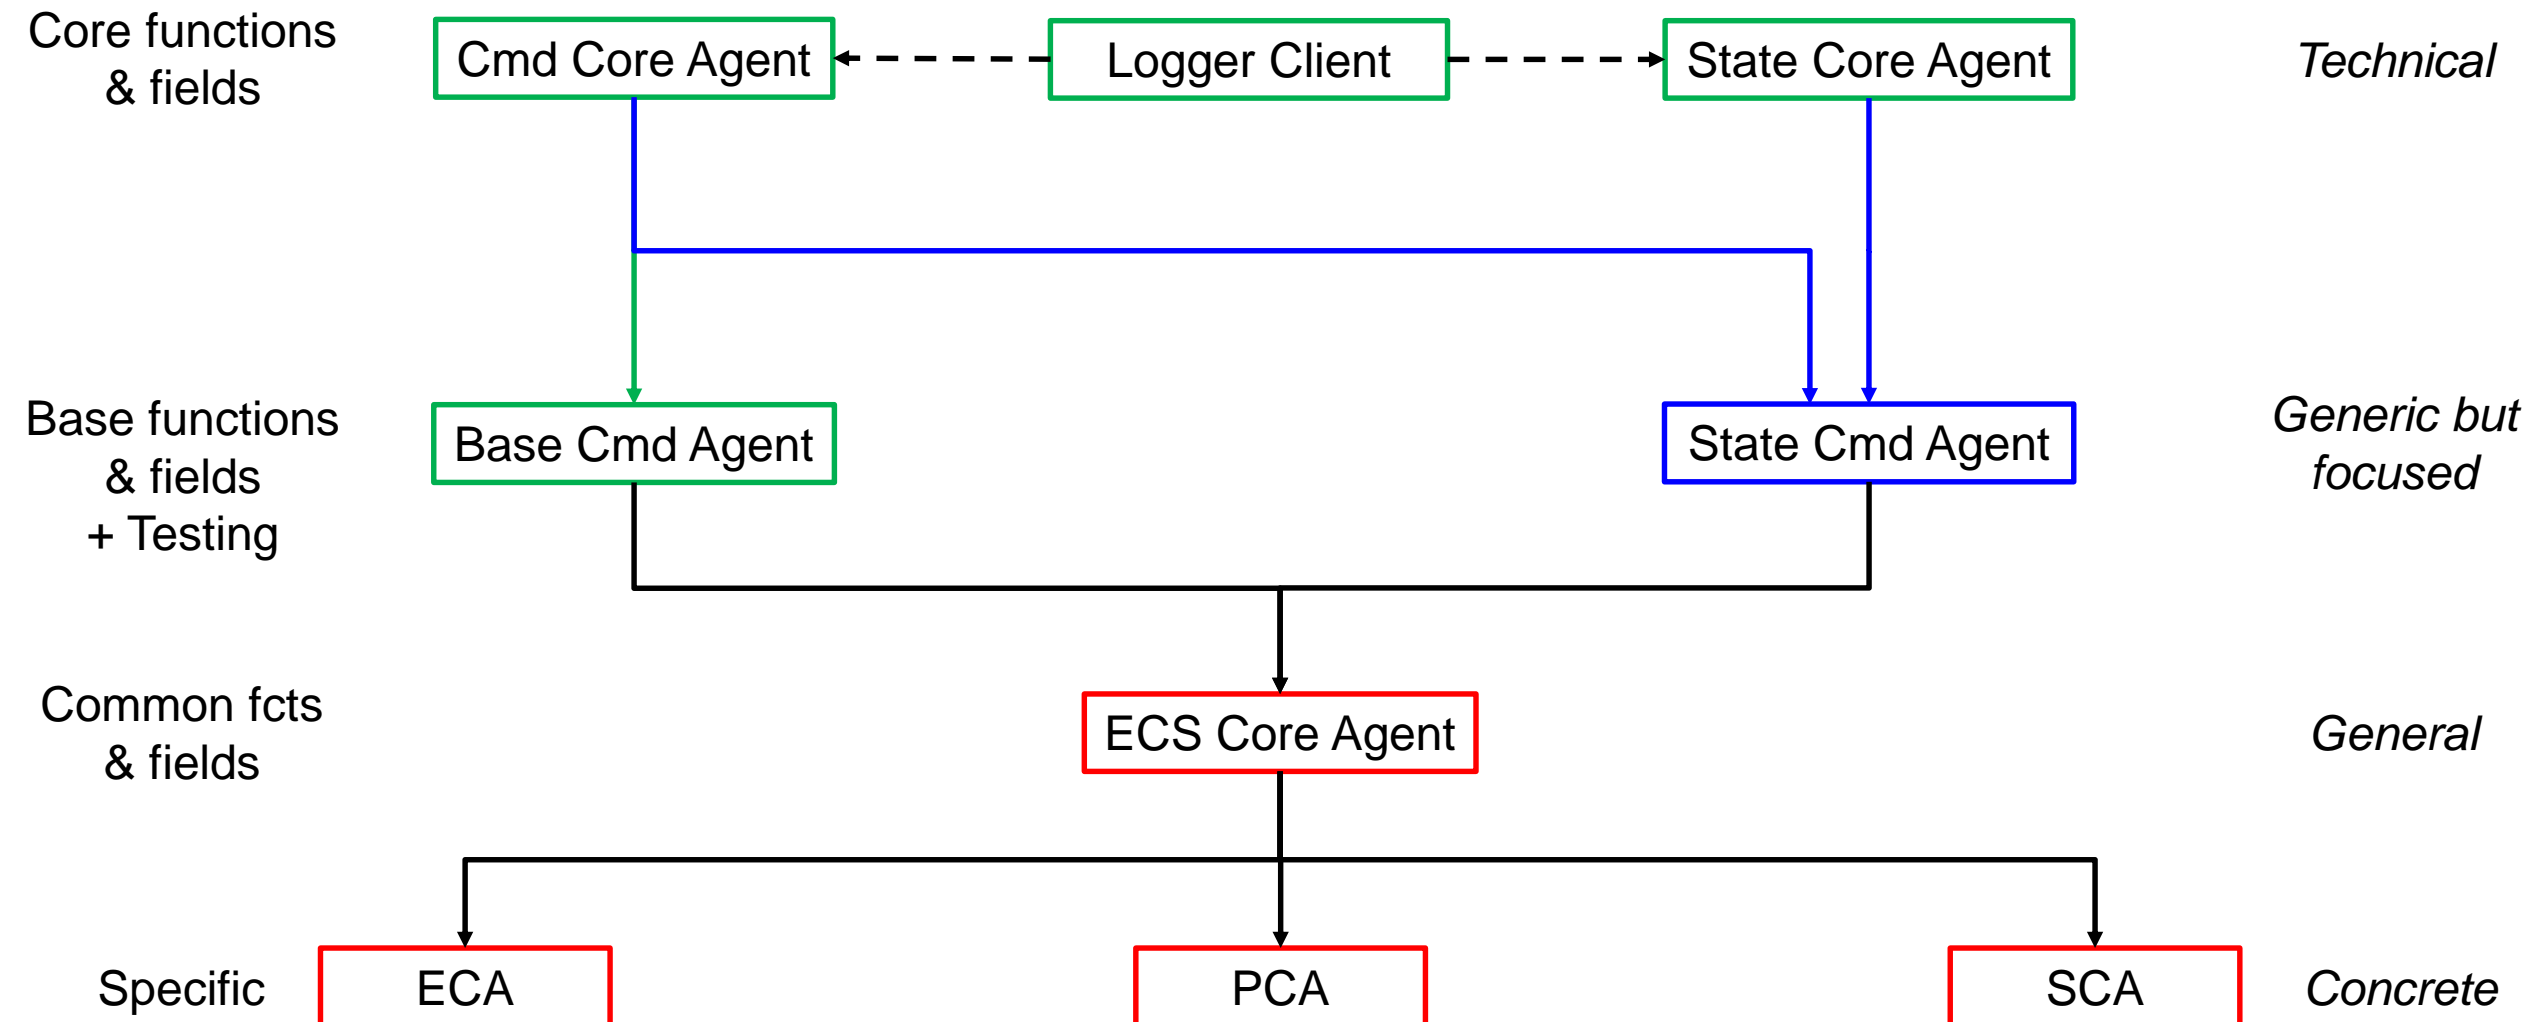 Core functions
& fields
Cmd Core Agent
Logger Client
State Core Agent
Technical
Base functions
& fields
+ Testing
Base Cmd Agent
State Cmd Agent
Generic but
focused
Common fcts
& fields
ECS Core Agent
General
Specific
ECA
PCA
SCA
Concrete